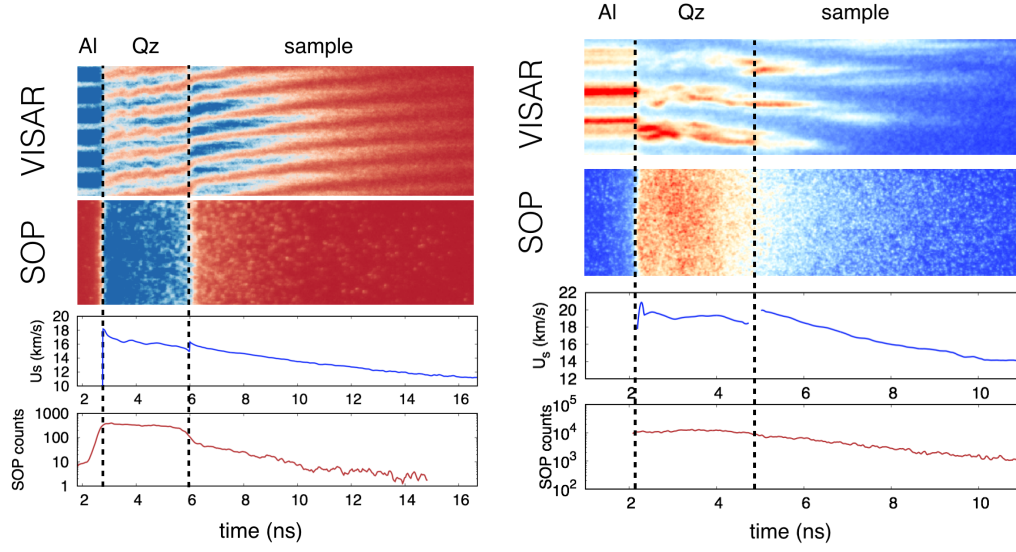 Al Qz sample
VISAR
SOP
20
18
16
14
12
10
Us (km/s)
2 4 6 8 10 12 14 16
1000
100
10
1
SOP counts
2 4 6 8 10 12 14 16
time (ns)
Al Qz sample
VISAR
SOP
22
20
18
16
14
12
Us (km/s)
2 4 6 8 10
10^5
10^4
10^3
10^2
SOP counts
2 4 6 8 10
time (ns)